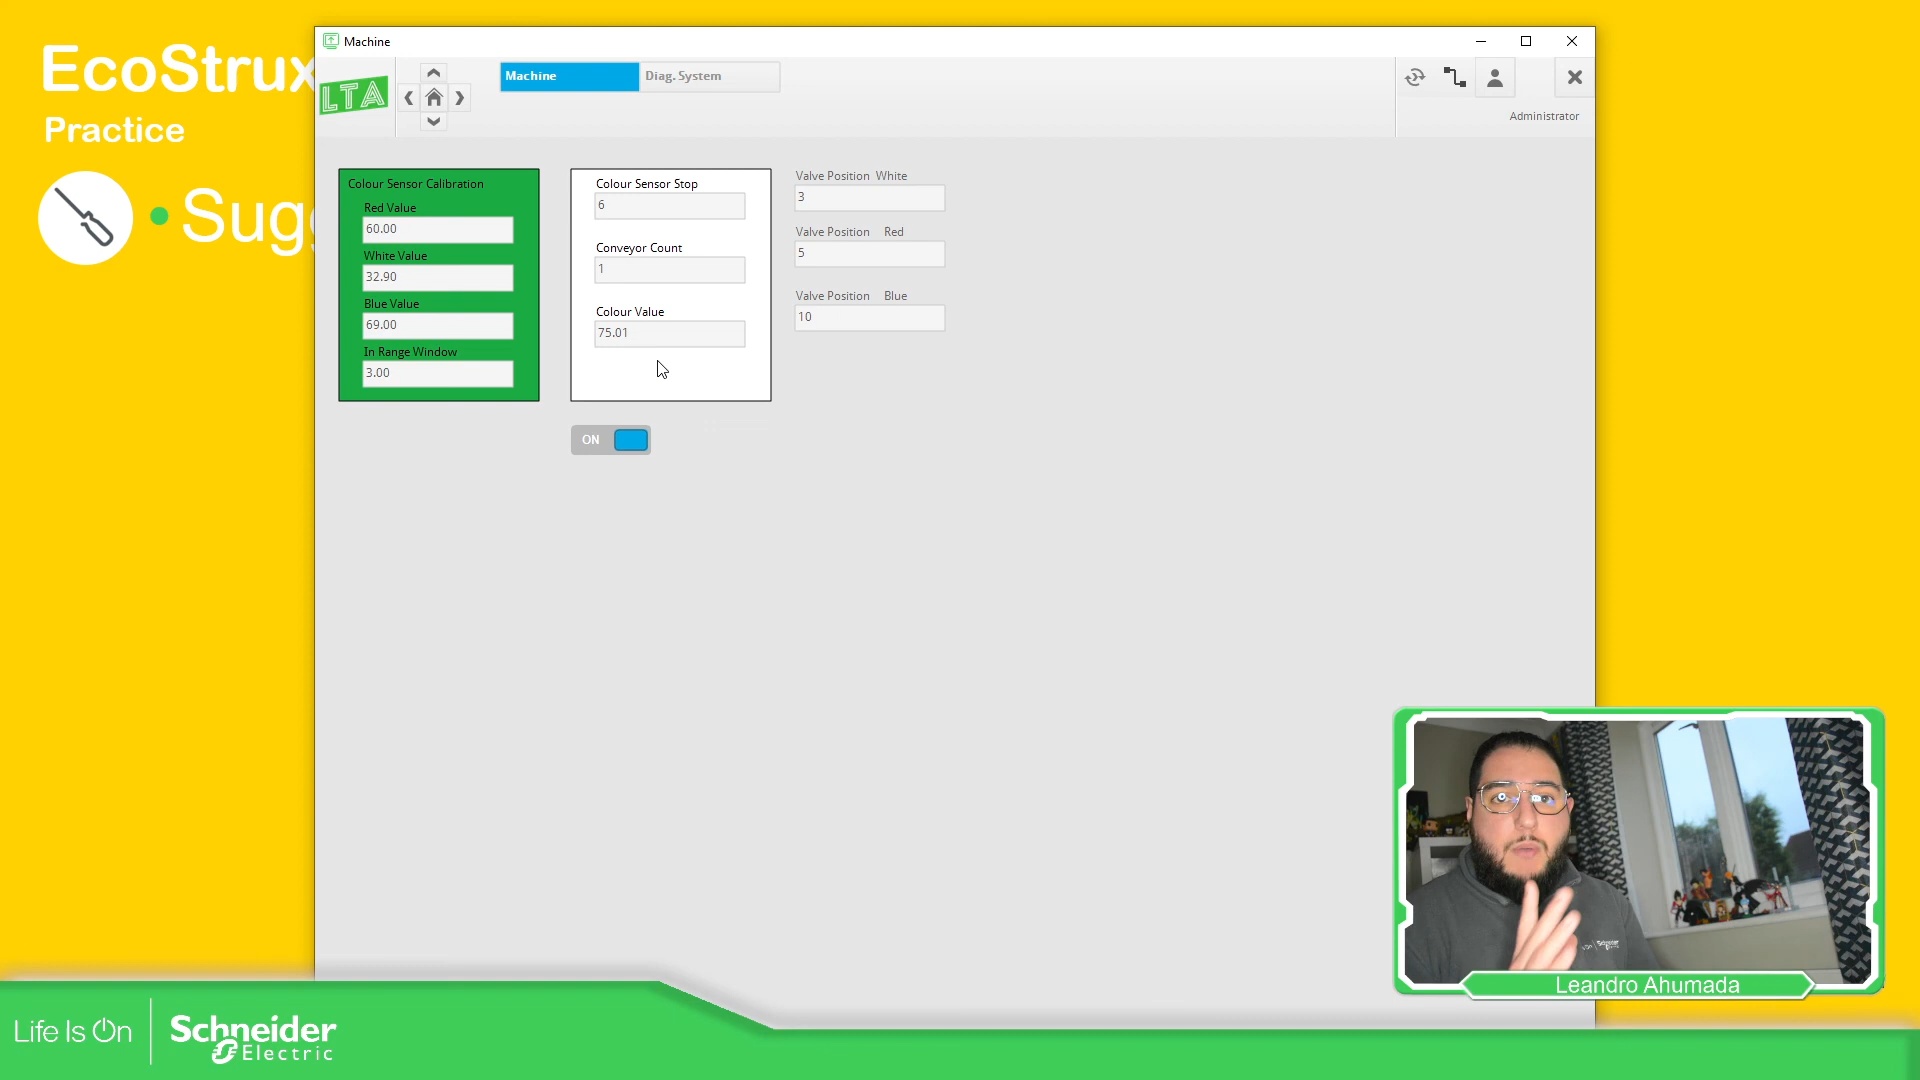 EcoStrux
Practice
• Sugg
Machine
LTA
Machine
Diag. System
Administrator
Colour Sensor Calibration
Red Value
60.00
White Value
32.90
Blue Value
69.00
In Range Window
3.00
Colour Sensor Stop
6
Conveyor Count
1
Colour Value
75.01
Valve Position White
3
Valve Position Red
5
Valve Position Blue
10
ON
Leandro Ahumada
Life Is On
Schneider
Electric